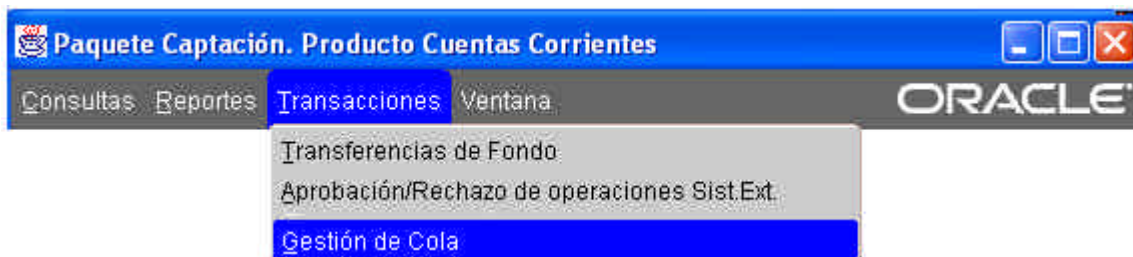 Paquete Captación. Producto Cuentas Corrientes
Consultas Reportes Transacciones Ventana ORACLE
Transferencias de Fondo
Aprobación/Rechazo de operaciones Sist.Ext.
Gestión de Cola